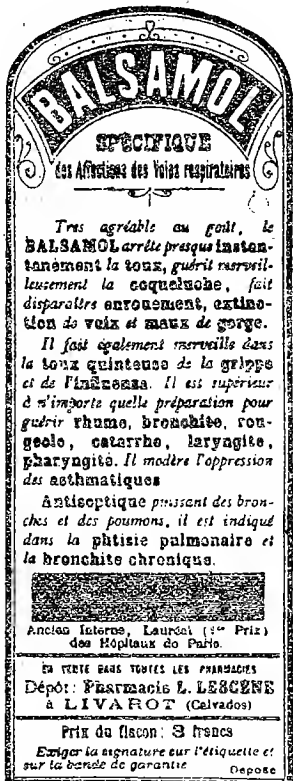 BALSAMOL
SPÉCIFIQUE
des Affections des Voies respiratoires
Très agréable au goût, le
BALSAMOL arrête presque instan-
tanément la toux, guérit merveil-
leusement la coqueluche, fait
disparaître enrouement, extinc-
tion de voix et maux de gorge.
Il fait également merveille dans
la toux quinteuse de la grippe
et de l'influenza. Il est supérieur
à n'importe quelle préparation pour
guérir rhume, bronchite, rou-
geole, catarrhe, laryngite,
pharyngite. Il modère l'oppression
des asthmatiques
Antiseptique puissant des bron-
ches et des poumons, il est indiqué
dans la phtisie pulmonaire et
la bronchite chronique.
Ancien Interne, Lauréat (1er Prix)
des Hôpitaux de Paris.
EN VENTE DANS TOUTES LES PHARMACIES
Dépôt: Pharmacie L. LESCÈNE
à LIVAROT (Calvados)
Prix du flacon: 3 francs
Exiger la signature sur l'étiquette et
sur la bande de garantie
Déposé